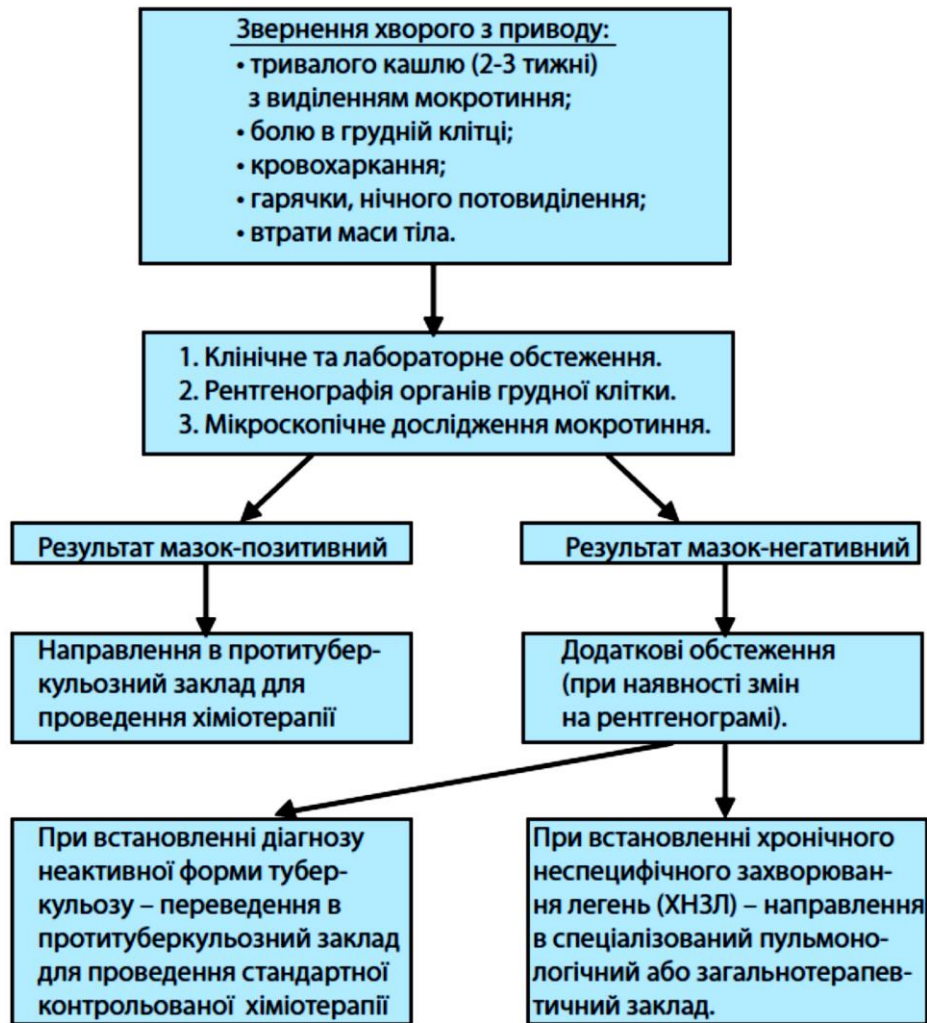 Звернення хворого з приводу:
• тривалого кашлю (2-3 тижні)
з виділенням мокротиння;
• болю в грудній клітці;
• кровохаркання;
• гарячки, нічного потовиділення;
• втрати маси тіла.
1. Клінічне та лабораторне обстеження.
2. Рентгенографія органів грудної клітки.
3. Мікроскопічне дослідження мокротиння.
Результат мазок-позитивний
Результат мазок-негативний
Направлення в протитубер-
кульозний заклад для
проведення хіміотерапії
Додаткові обстеження
(при наявності змін
на рентгенограмі).
При встановленні діагнозу
неактивної форми тубер-
кульозу – переведення в
протитуберкульозний заклад
для проведення стандартної
контрольованої хіміотерапії
При встановленні хронічного
неспецифічного захворюван-
ня легень (ХНЗЛ) – направлення
в спеціалізований пульмоно-
логічний або загальнотерапев-
тичний заклад.